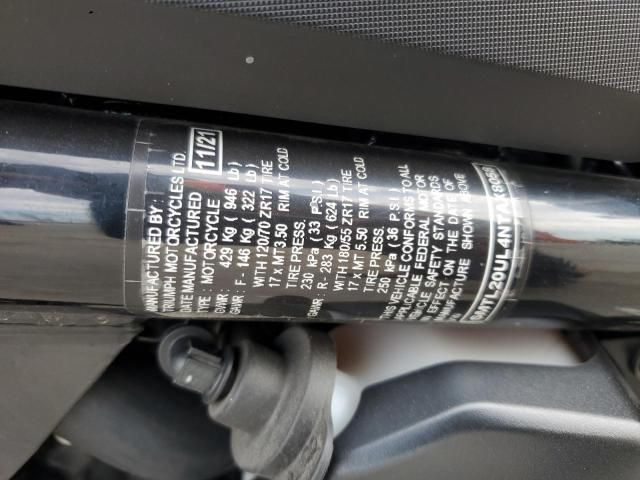 MANUFACTURED BY:
TRIUMPH MOTORCYCLES LTD.
DATE MANUFACTURED 11/21
TYPE MOTORCYCLE
GVWR: 429 Kg ( 946 Lb)
GAWR: F - 146 Kg ( 322 Lb)
WITH 120/70 ZR17 TIRE
17 x MT3.50 RIM AT COLD
TIRE PRESS.
230 kPa ( 33 P.S.I )
GAWR: R- 283 Kg ( 624 Lb)
WITH 180/55 ZR17 TIRE
17 x MT 5.50 RIM AT COLD
TIRE PRESS.
250 kPa ( 36 P.S.I )
THIS VEHICLE CONFORMS TO ALL
APPLICABLE FEDERAL MOTOR
VEHICLE SAFETY STANDARDS
IN EFFECT ON THE DATE OF
MANUFACTURE SHOWN ABOVE